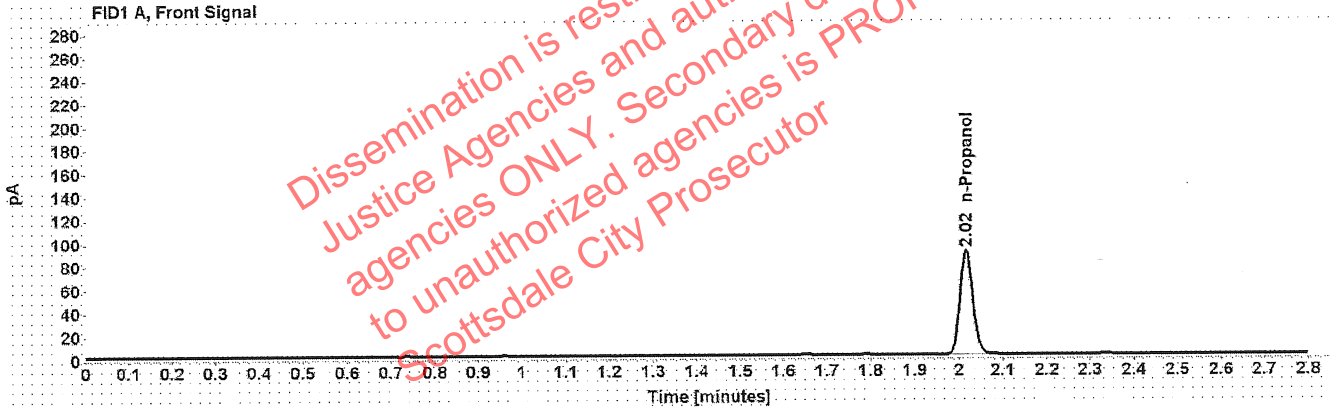 FID1 A, Front Signal
280
260
240
220
200
180
160
140
120
100
80
60
40
20
0
pA
2.02 n-Propanol
0 0.1 0.2 0.3 0.4 0.5 0.6 0.7 0.8 0.9 1 1.1 1.2 1.3 1.4 1.5 1.6 1.7 1.8 1.9 2 2.1 2.2 2.3 2.4 2.5 2.6 2.7 2.8
Time [minutes]
Dissemination is
Justice Agencies and
agencies ONLY. Secondary
to unauthorized agencies is
Scottsdale City Prosecutor